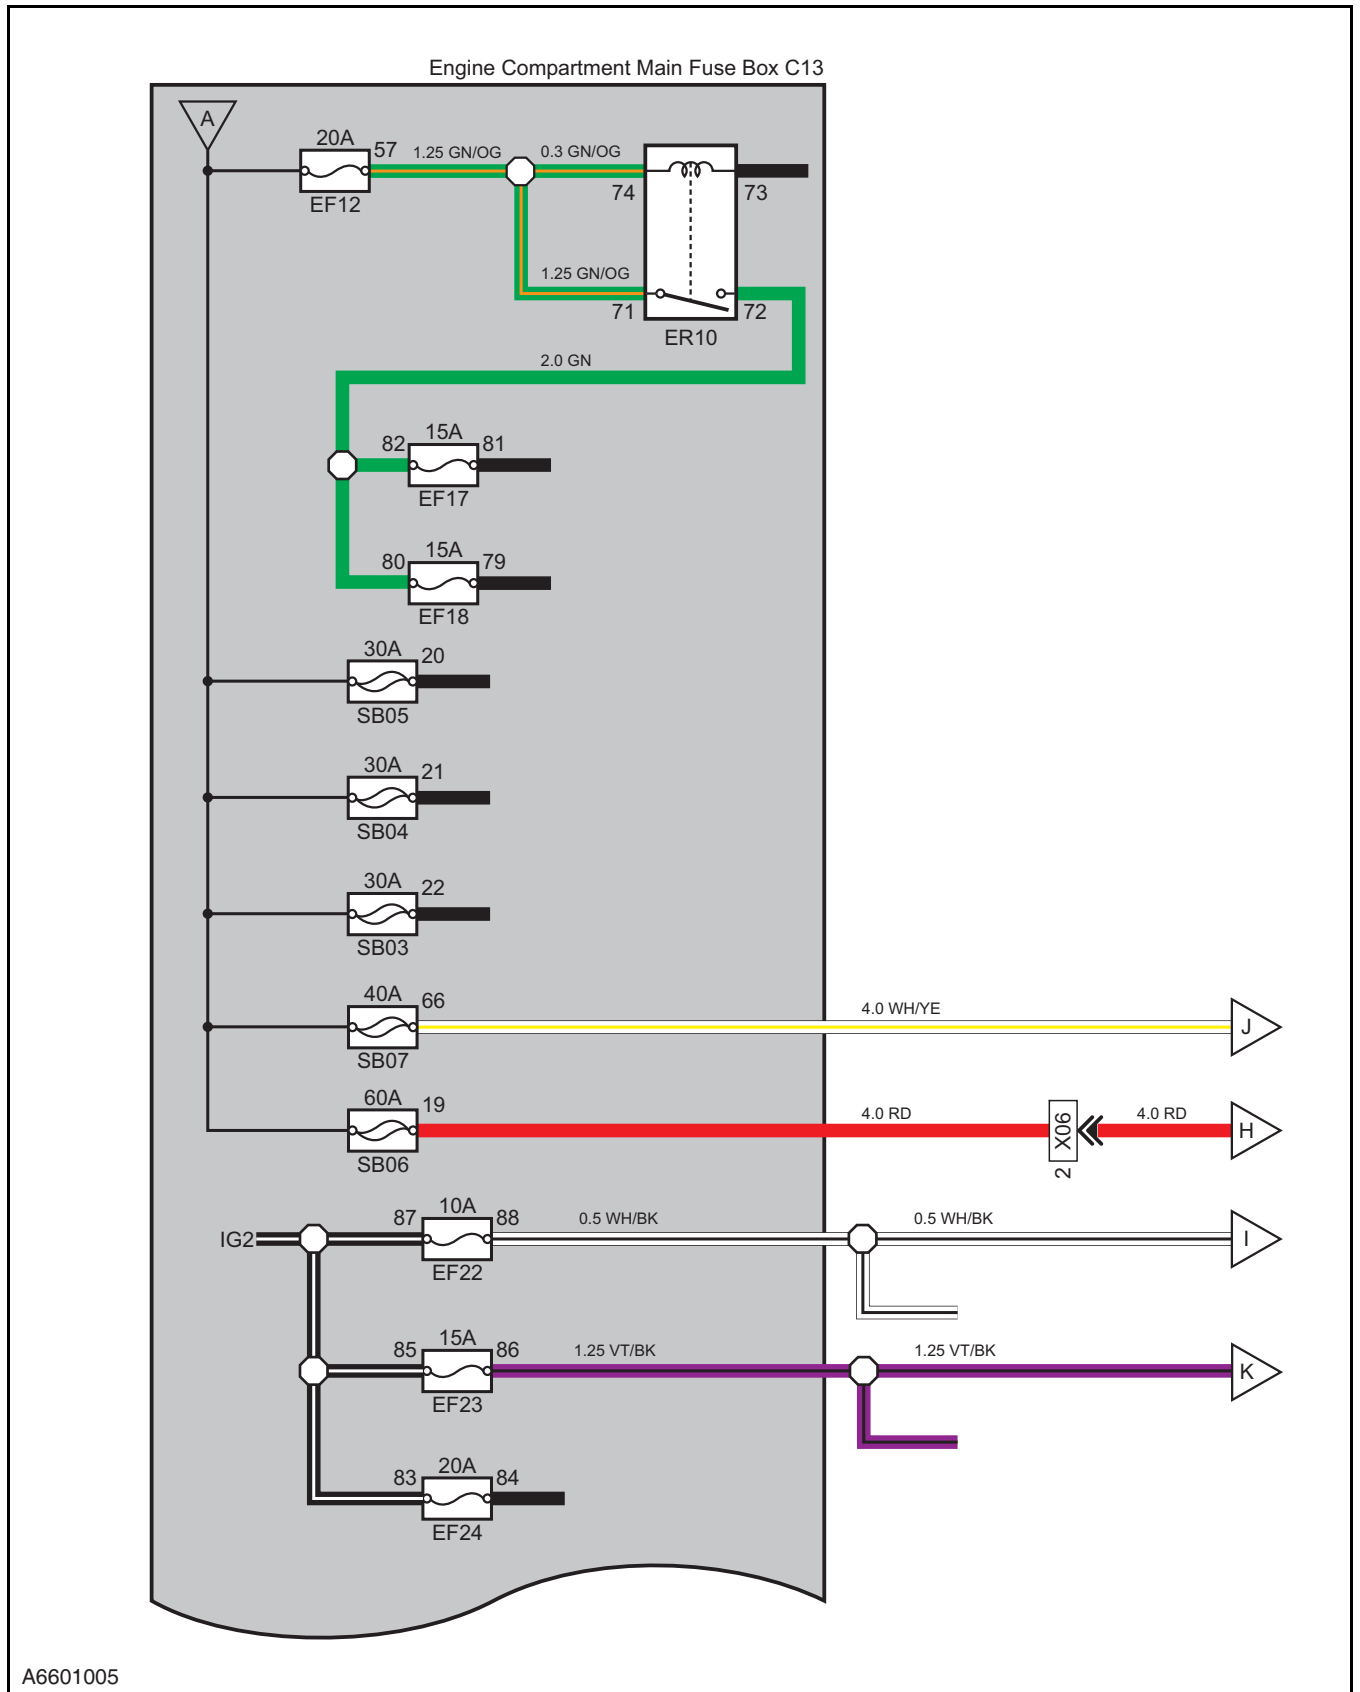 Engine Compartment Main Fuse Box C13
A
20A
57
1.25 GN/OG
0.3 GN/OG
EF12
74
73
1.25 GN/OG
71
72
ER10
2.0 GN
82
15A
81
EF17
80
15A
79
EF18
30A
20
SB05
30A
21
SB04
30A
22
SB03
40A
66
4.0 WH/YE
J
SB07
60A
19
4.0 RD
X06
2
4.0 RD
H
SB06
IG2
87
10A
88
0.5 WH/BK
0.5 WH/BK
I
EF22
85
15A
86
1.25 VT/BK
1.25 VT/BK
K
EF23
83
20A
84
EF24
A6601005